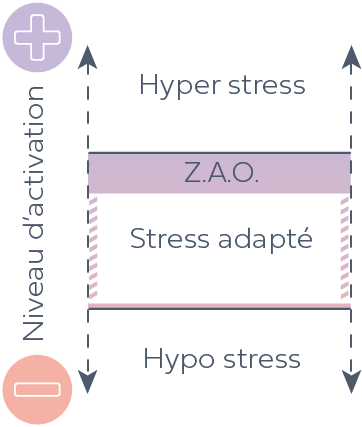 Hyper stress
Z.A.O.
Stress adapté
Hypo stress
Niveau d'activation